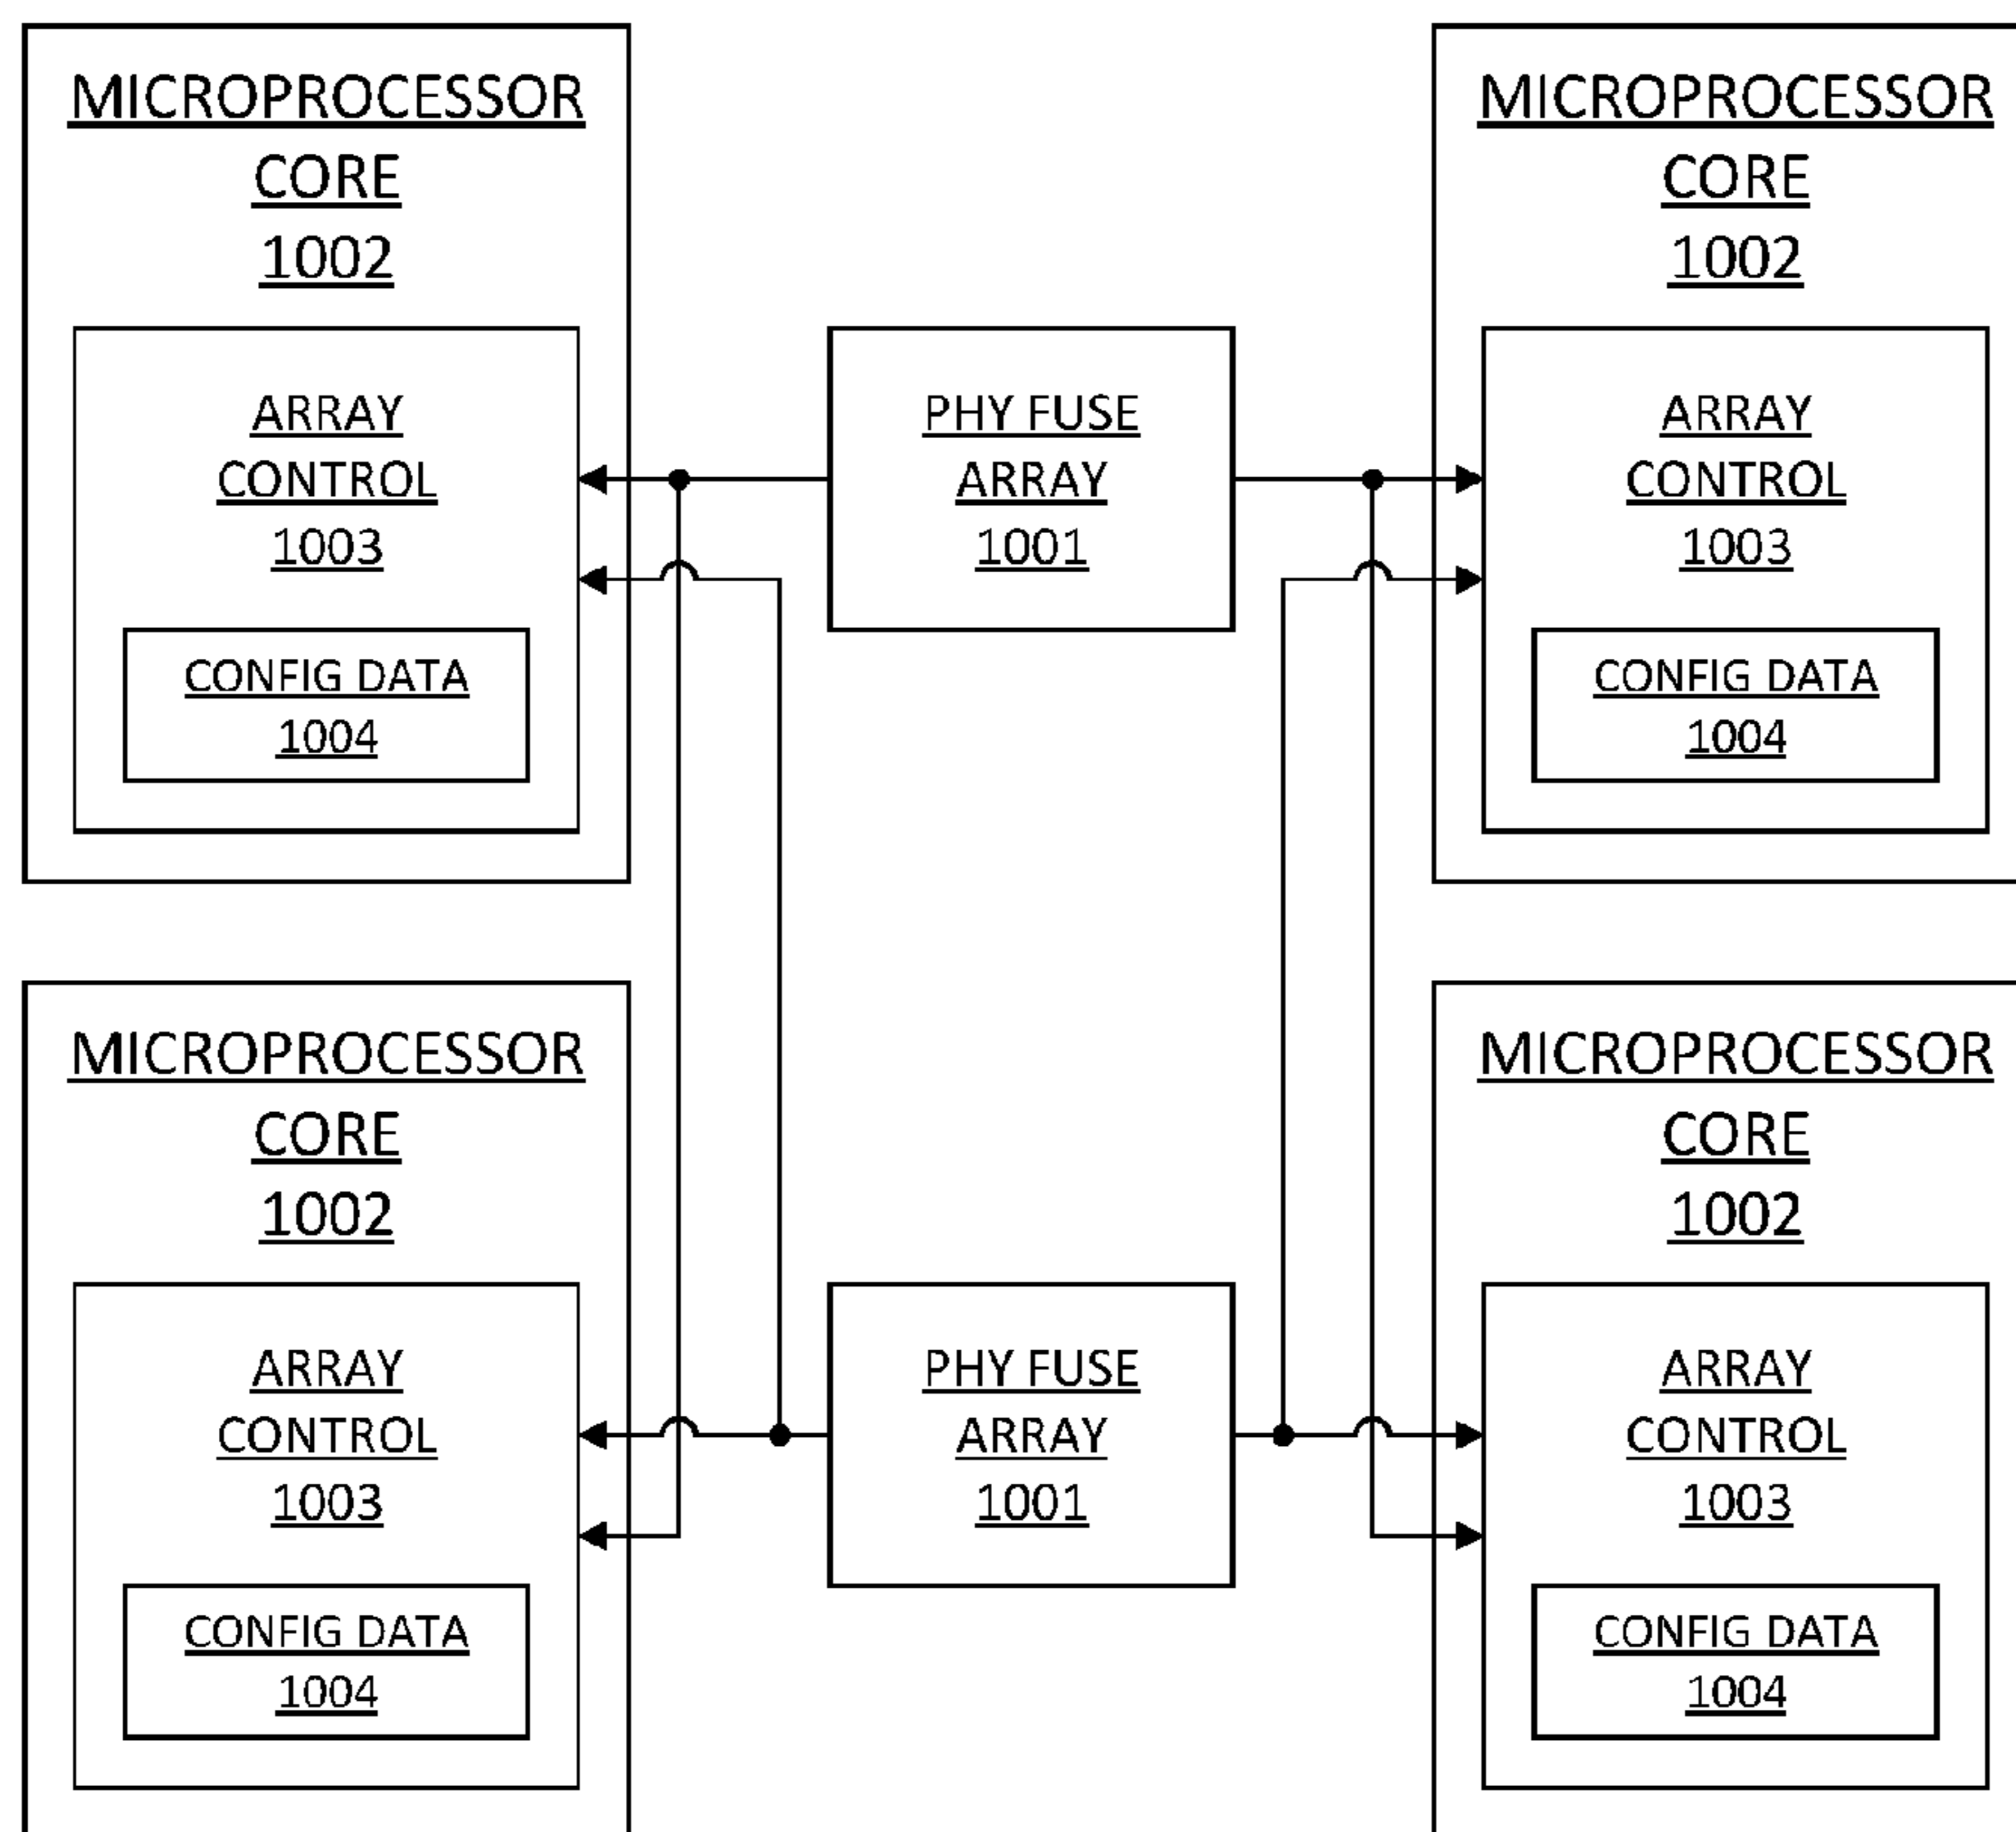 MICROPROCESSOR
CORE
1002
ARRAY
CONTROL
1003
CONFIG DATA
1004
PHY FUSE
ARRAY
1001
MICROPROCESSOR
CORE
1002
ARRAY
CONTROL
1003
CONFIG DATA
1004
MICROPROCESSOR
CORE
1002
ARRAY
CONTROL
1003
CONFIG DATA
1004
PHY FUSE
ARRAY
1001
MICROPROCESSOR
CORE
1002
ARRAY
CONTROL
1003
CONFIG DATA
1004